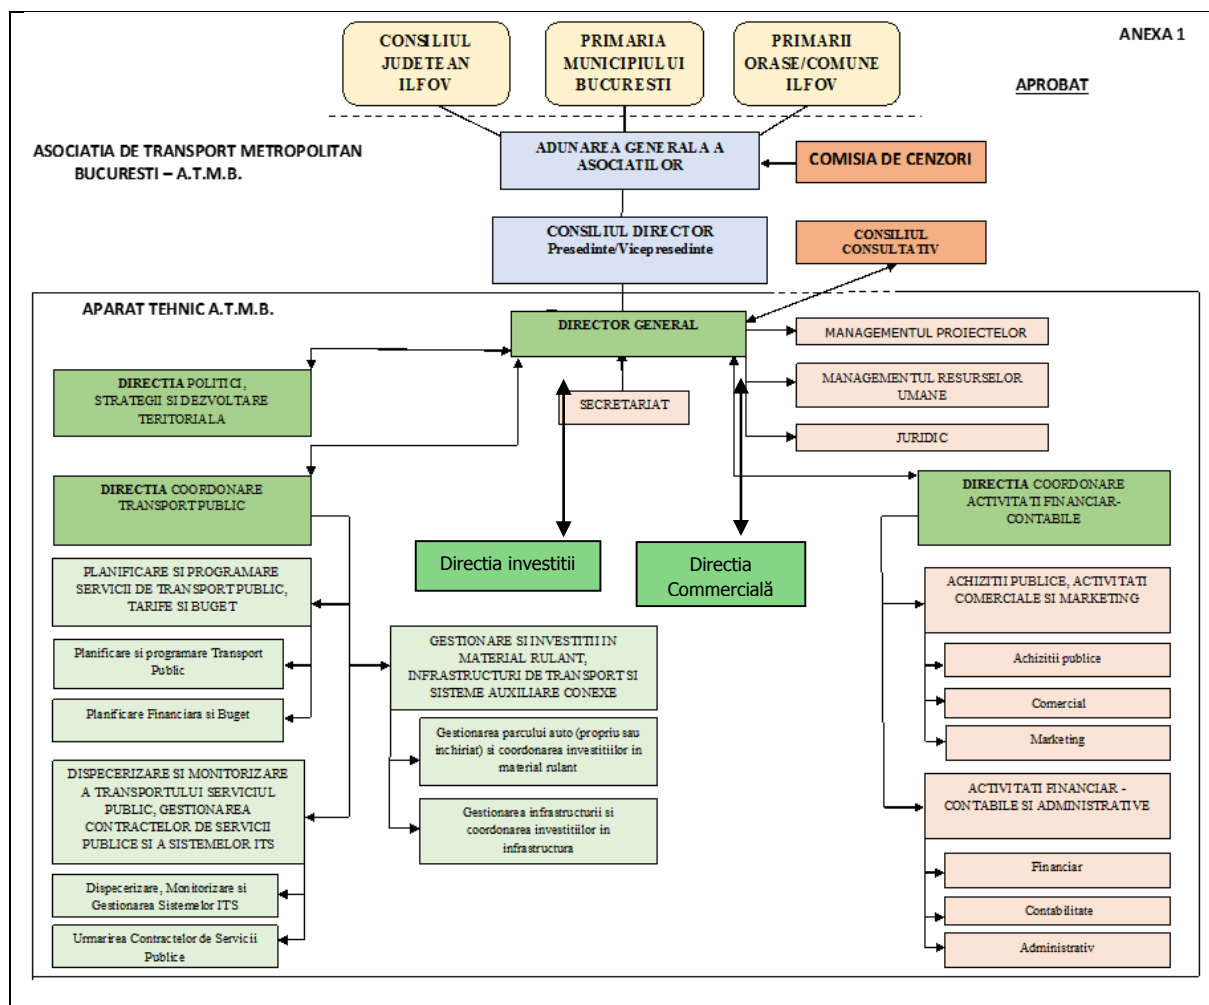 ANEXA 1
APROBAT
CONSILIUL
JUDETEAN
ILFOV
PRIMARIA
MUNICIPIULUI
BUCURESTI
PRIMARII
ORASE/COMUNE
ILFOV
ASOCIATIA DE TRANSPORT METROPOLITAN
BUCURESTI – A.T.M.B.
ADUNAREA GENERALA A
ASOCIATILOR
COMISIA DE CENZORI
CONSILIUL DIRECTOR
Presedinte/Vicepresedinte
CONSILIUL
CONSULTATIV
APARAT TEHNIC A.T.M.B.
DIRECTOR GENERAL
MANAGEMENTUL PROIECTELOR
MANAGEMENTUL RESURSELOR
UMANE
JURIDIC
SECRETARIAT
DIRECTIA POLITICI,
STRATEGII SI DEZVOLTARE
TERITORIALA
DIRECTIA COORDONARE
TRANSPORT PUBLIC
DIRECTIA COORDONARE
ACTIVITATI FINANCIAR-
CONTABILE
Directia investitii
Directia
Commercială
PLANIFICARE SI PROGRAMARE
SERVICII DE TRANSPORT PUBLIC,
TARIFE SI BUGET
Planificare si programare Transport
Public
Planificare Financiara si Buget
DISPECERIZARE SI MONITORIZARE
A TRANSPORTULUI SERVICIUL
PUBLIC, GESTIONAREA
CONTRACTELOR DE SERVICII
PUBLICE SI A SISTEMELOR ITS
Dispecerizare, Monitorizare si
Gestionarea Sistemelor ITS
Urmarirea Contractelor de Servicii
Publice
GESTIONARE SI INVESTITII IN
MATERIAL RULANT,
INFRASTRUCTURI DE TRANSPORT SI
SISTEME AUXILIARE CONEXE
Gestionarea parcului auto (propriu sau
inchiriat) si coordonarea investitiilor in
material rulant
Gestionarea infrastructurii si
coordonarea investitiilor in
infrastructura
ACHIZITII PUBLICE, ACTIVITATI
COMERCIALE SI MARKETING
Achizitii publice
Comercial
Marketing
ACTIVITATI FINANCIAR -
CONTABILE SI ADMINISTRATIVE
Financiar
Contabilitate
Administrativ